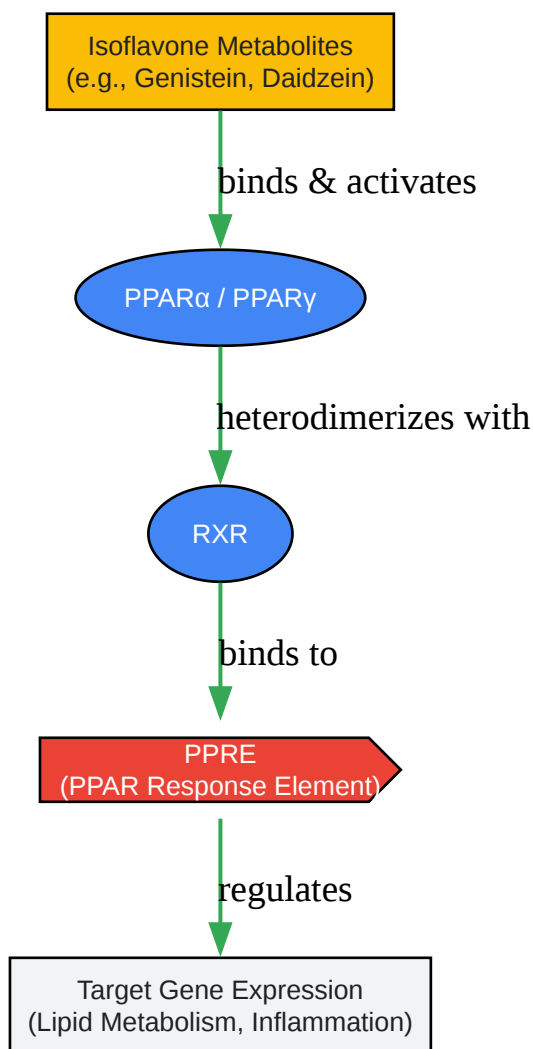 Isoflavone Metabolites
(e.g., Genistein, Daidzein)
binds & activates
PPARα / PPARγ
heterodimerizes with
RXR
binds to
PPRE
(PPAR Response Element)
regulates
Target Gene Expression
(Lipid Metabolism, Inflammation)